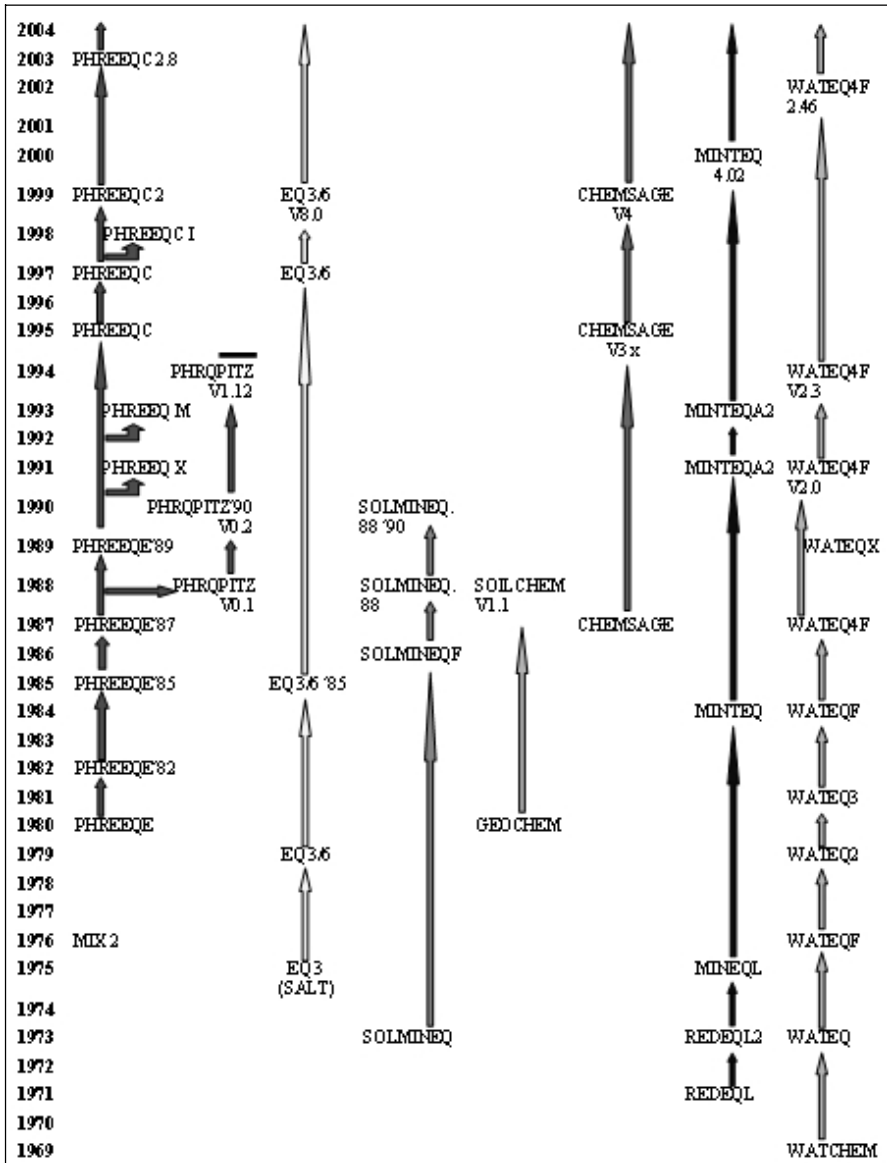 2004
2003 PHREEQC 2.8
2002 WATEQ4F
2.46
2001
2000 MINTEQ
4.02
1999 PHREEQC 2 EQ3/6 CHEMSAGE
V8.0 V4
1998 PHREEQC I
1997 PHREEQC EQ3/6
1996
1995 PHREEQC CHEMSAGE
V3x
1994 PHRQPITZ WATEQ4F
V1.12 V2.3
1993 PHREEQ M MINTEQA2
1992
1991 PHREEQ X MINTEQA2 WATEQ4F
V2.0
1990 PHRQPITZ'90 SOLMINEQ.
V0.2 88 '90
1989 PHREEQE'89 WATEQX
1988 PHRQPITZ SOLMINEQ. SOILCHEM
V0.1 88 V1.1
1987 PHREEQE'87 CHEMSAGE WATEQ4F
1986 SOLMINEQF
1985 PHREEQE'85 EQ3/6 '85
1984 MINTEQ WATEQF
1983
1982 PHREEQE'82
1981 WATEQ3
1980 PHREEQE GEOCHEM
1979 EQ3/6 WATEQ2
1978
1977
1976 MIX 2 WATEQF
1975 EQ3 MINEQL
(SALT)
1974
1973 SOLMINEQ REDEQL2 WATEQ
1972
1971 REDEQL
1970
1969 WATCHEM